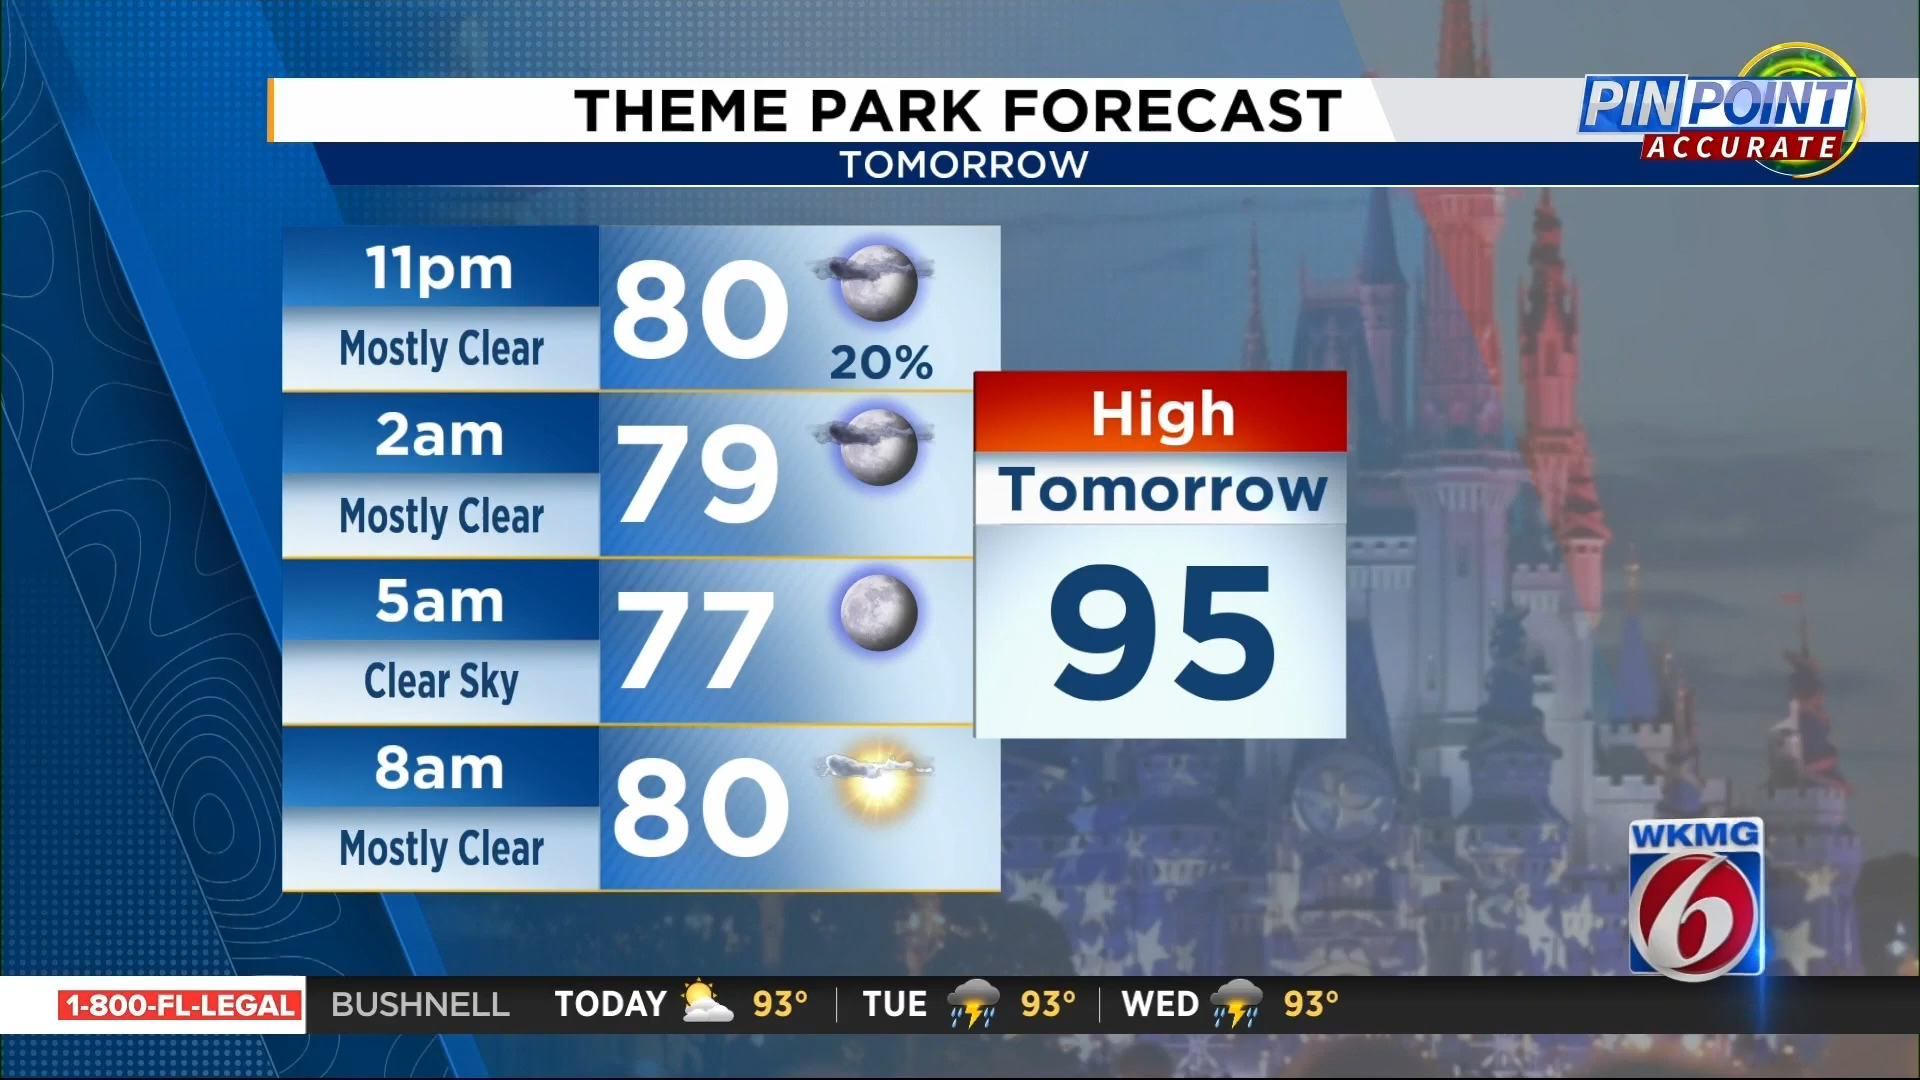 THEME PARK FORECAST
TOMORROW
PINPOINT
ACCURATE
11pm
Mostly Clear
80
20%
2am
Mostly Clear
79
5am
Clear Sky
77
8am
Mostly Clear
80
High
Tomorrow
95
WKMG
6
1-800-FL-LEGAL BUSHNELL TODAY 93° TUE 93° WED 93°